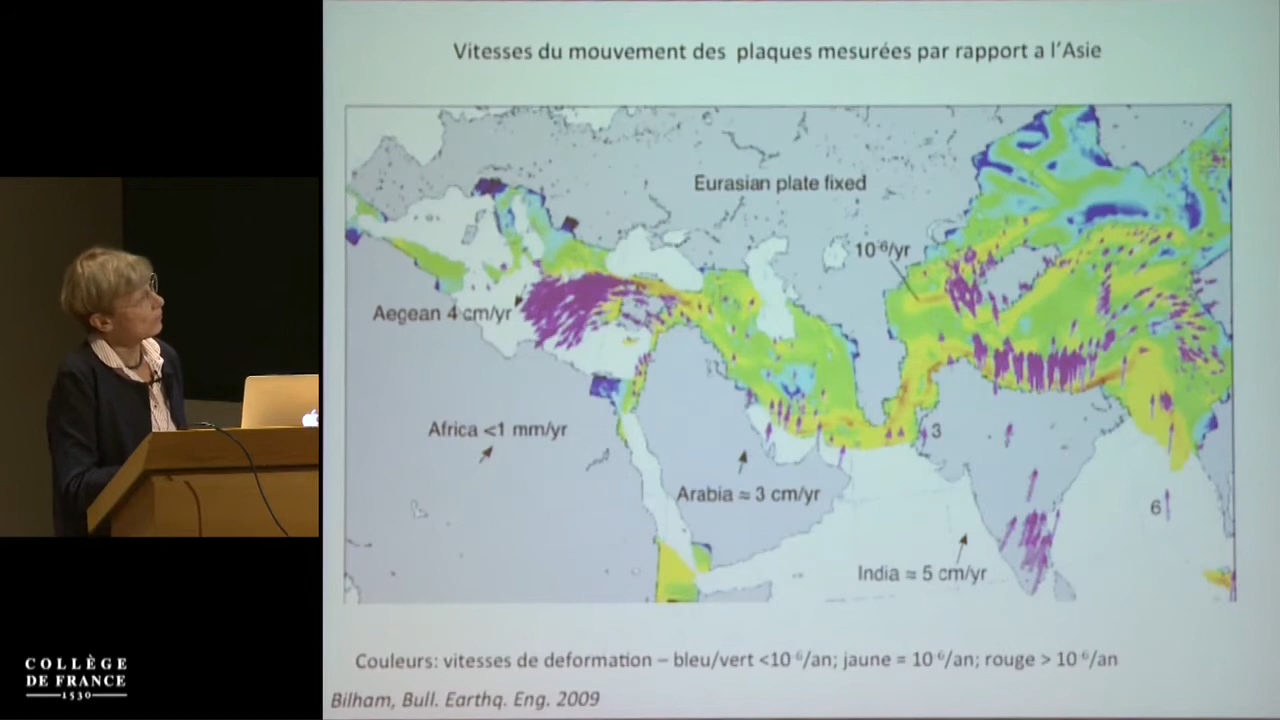 Vitesses du mouvement des plaques mesurées par rapport a l'Asie
Eurasian plate fixed
10⁻⁶/yr
Aegean 4 cm/yr
Africa <1 mm/yr
3
Arabia ≈ 3 cm/yr
6
India ≈ 5 cm/yr
Couleurs: vitesses de deformation – bleu/vert <10⁻⁶/an; jaune = 10⁻⁶/an; rouge > 10⁻⁶/an
Bilham, Bull. Earthq. Eng. 2009
COLLÈGE
DE FRANCE
1530